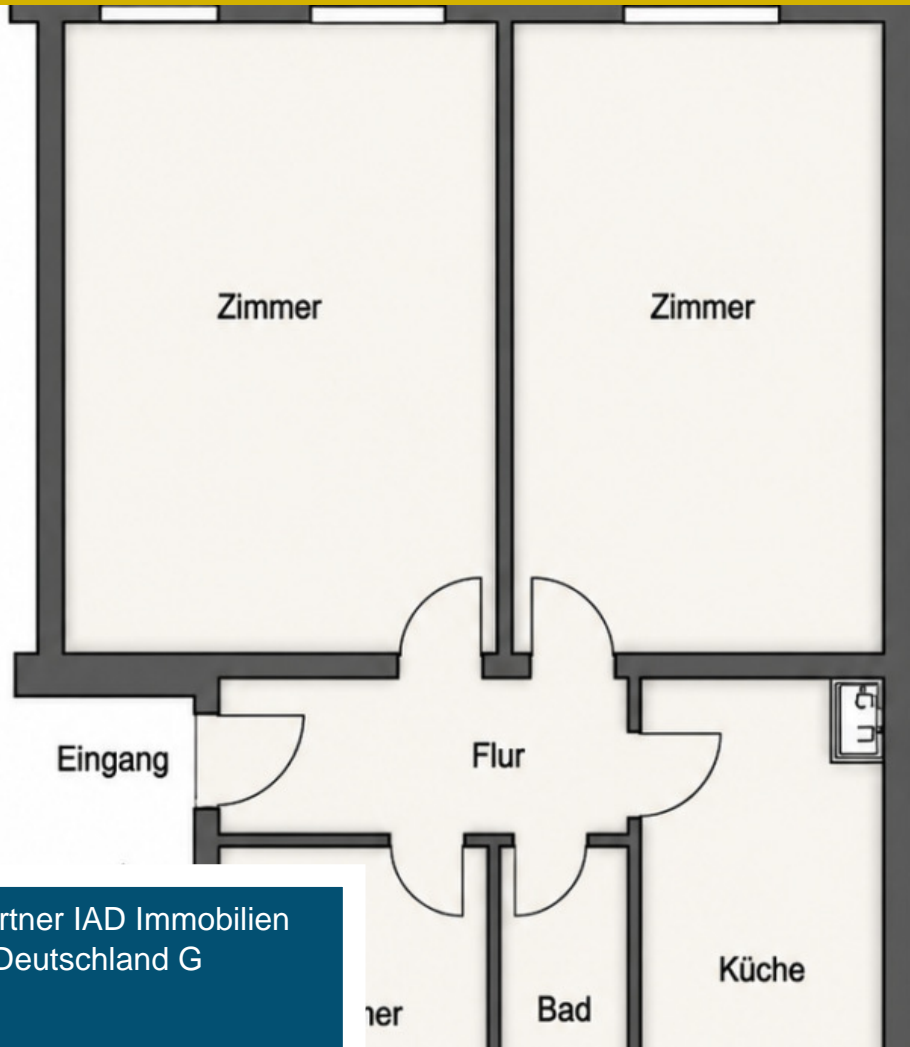 Zimmer
Zimmer
Eingang
Flur
rtner IAD Immobilien
Deutschland G
Küche
ner
Bad